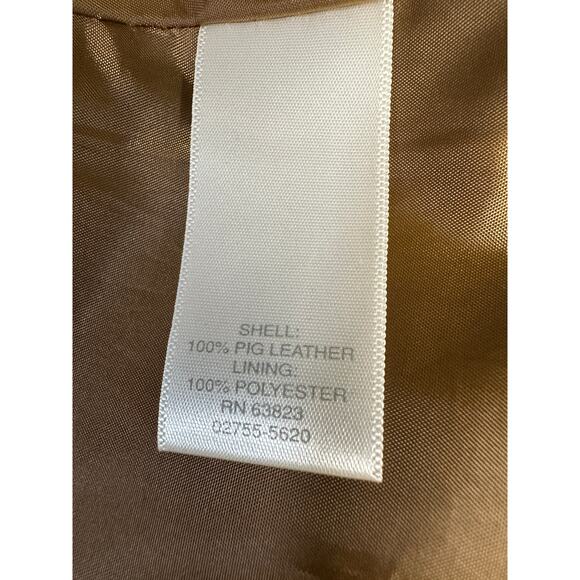 SHELL:
100% PIG LEATHER
LINING:
100% POLYESTER
RN 63823
02755-5620